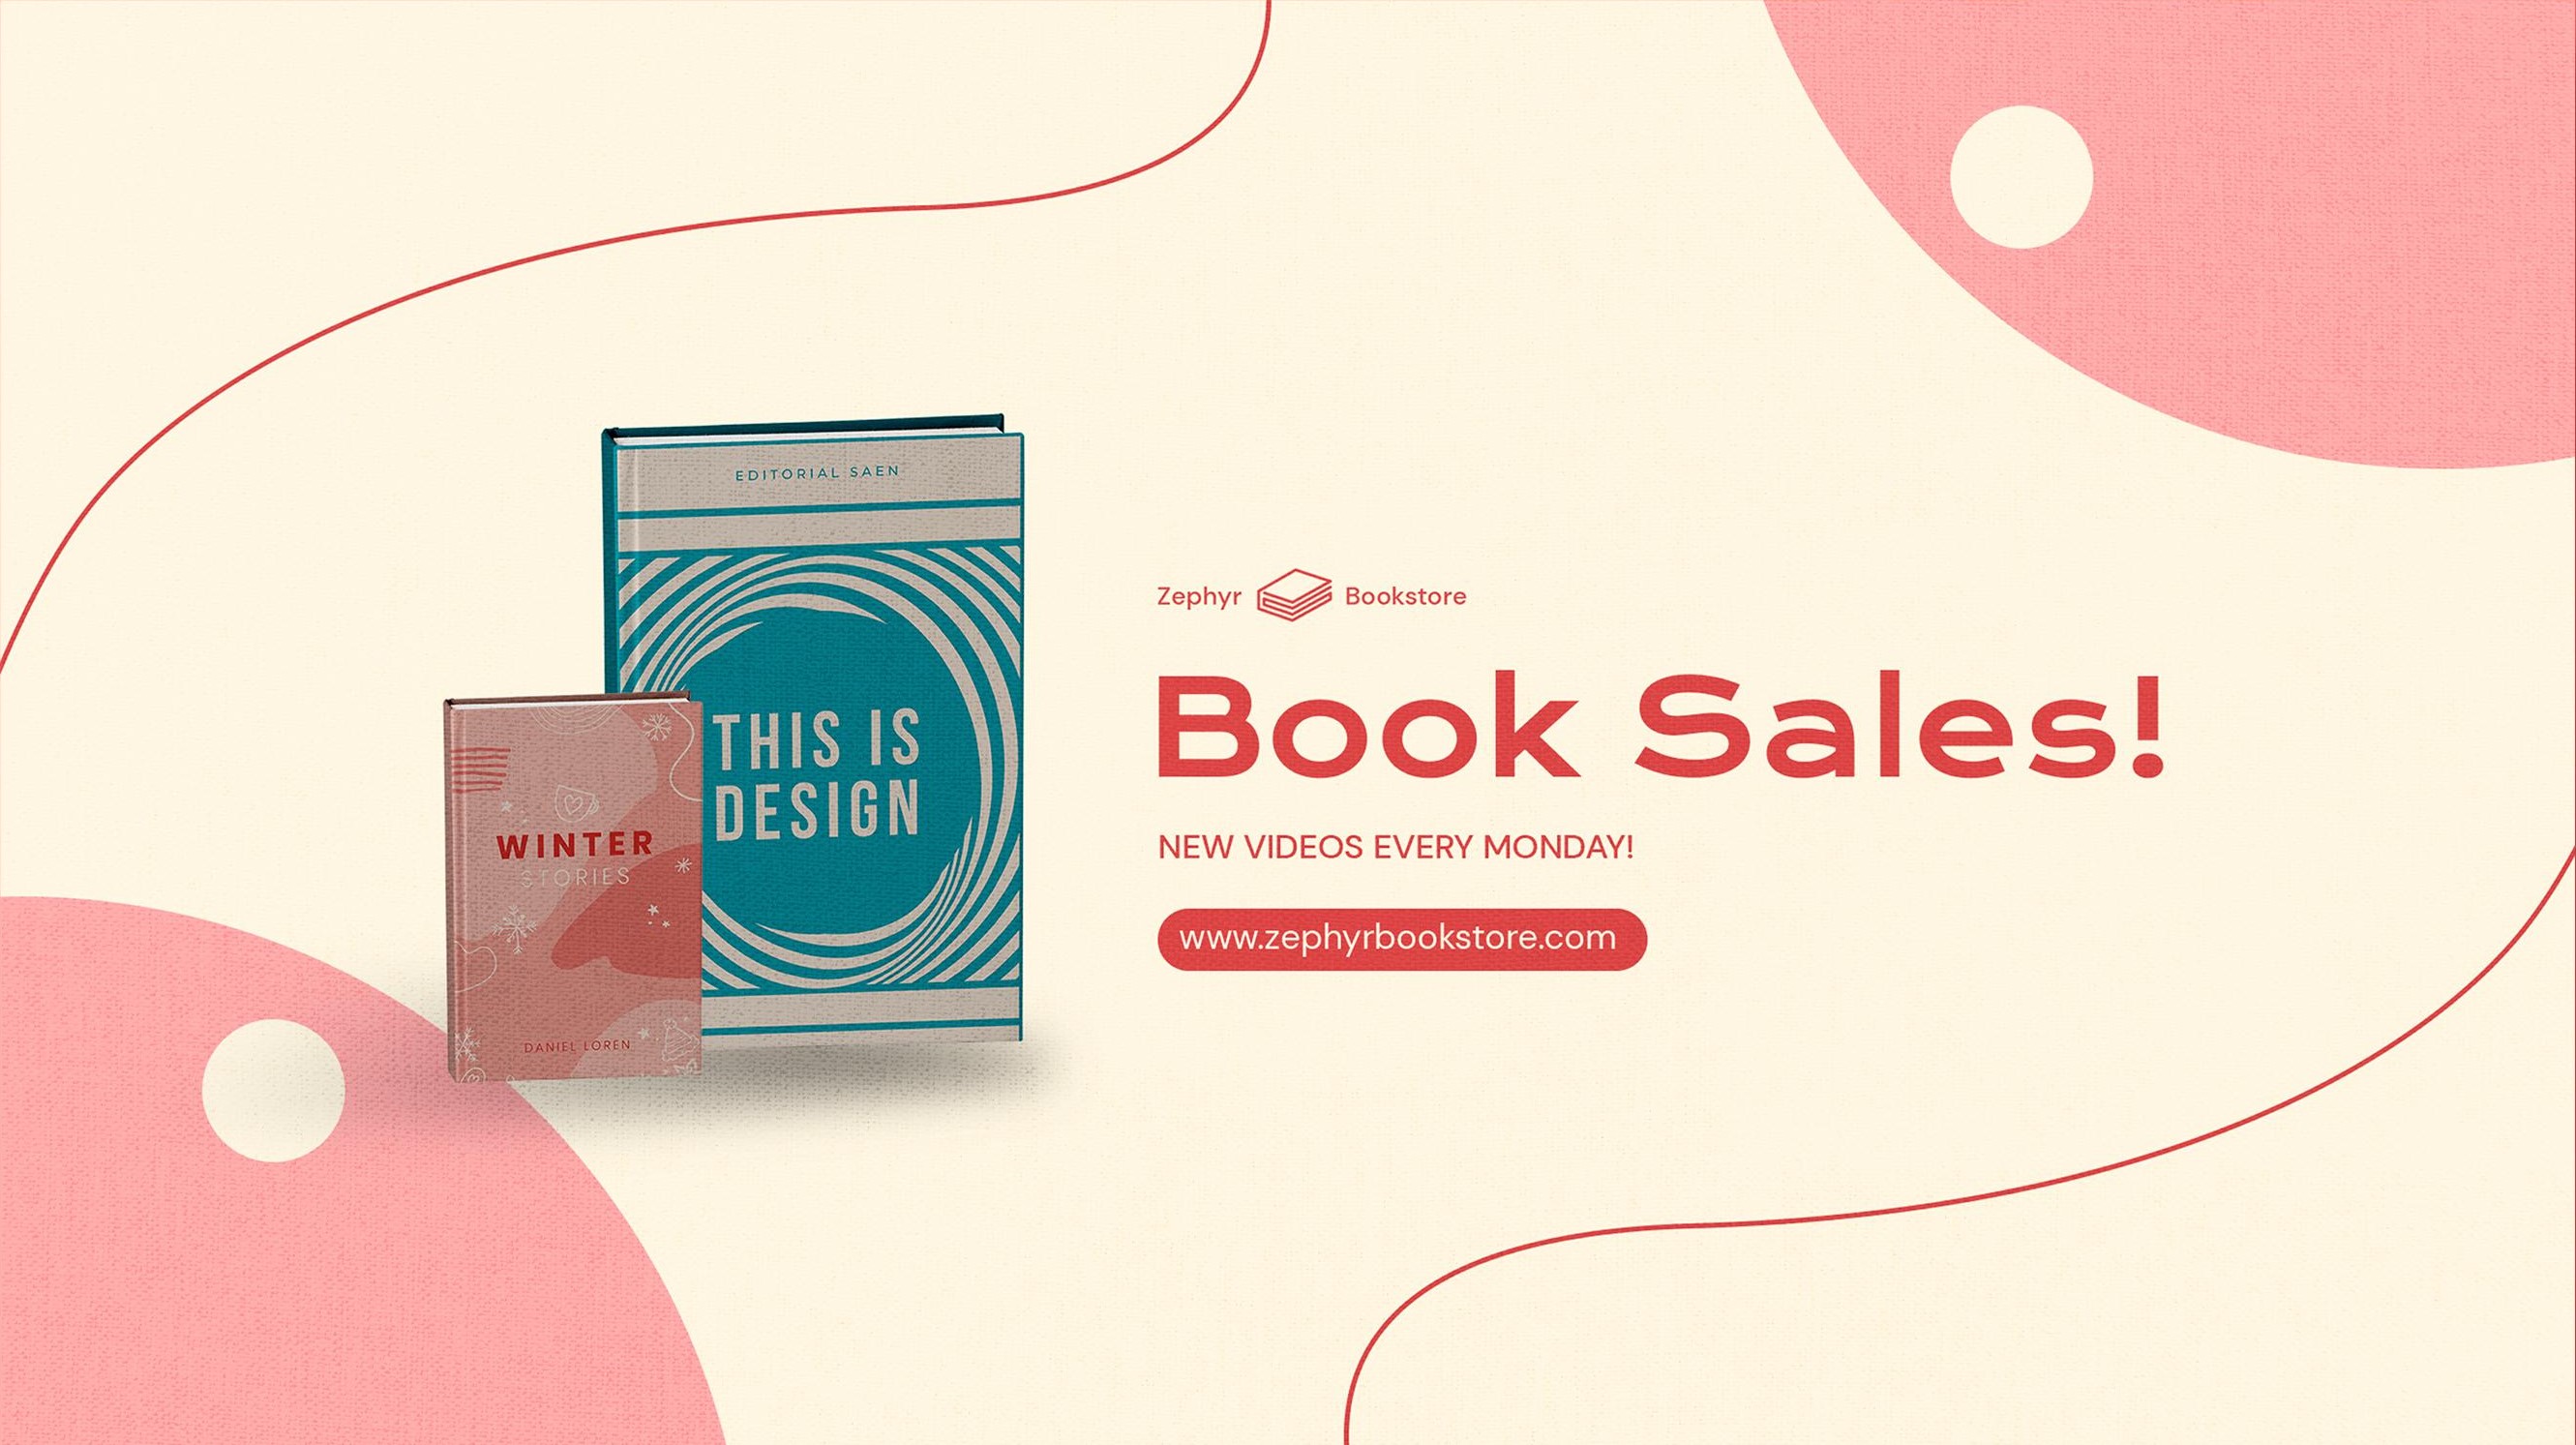 EDITORIAL SAEN
THIS IS
DESIGN
WINTER
STORIES
DANIEL LOREN
Zephyr Bookstore
Book Sales!
NEW VIDEOS EVERY MONDAY!
www.zephyrbookstore.com